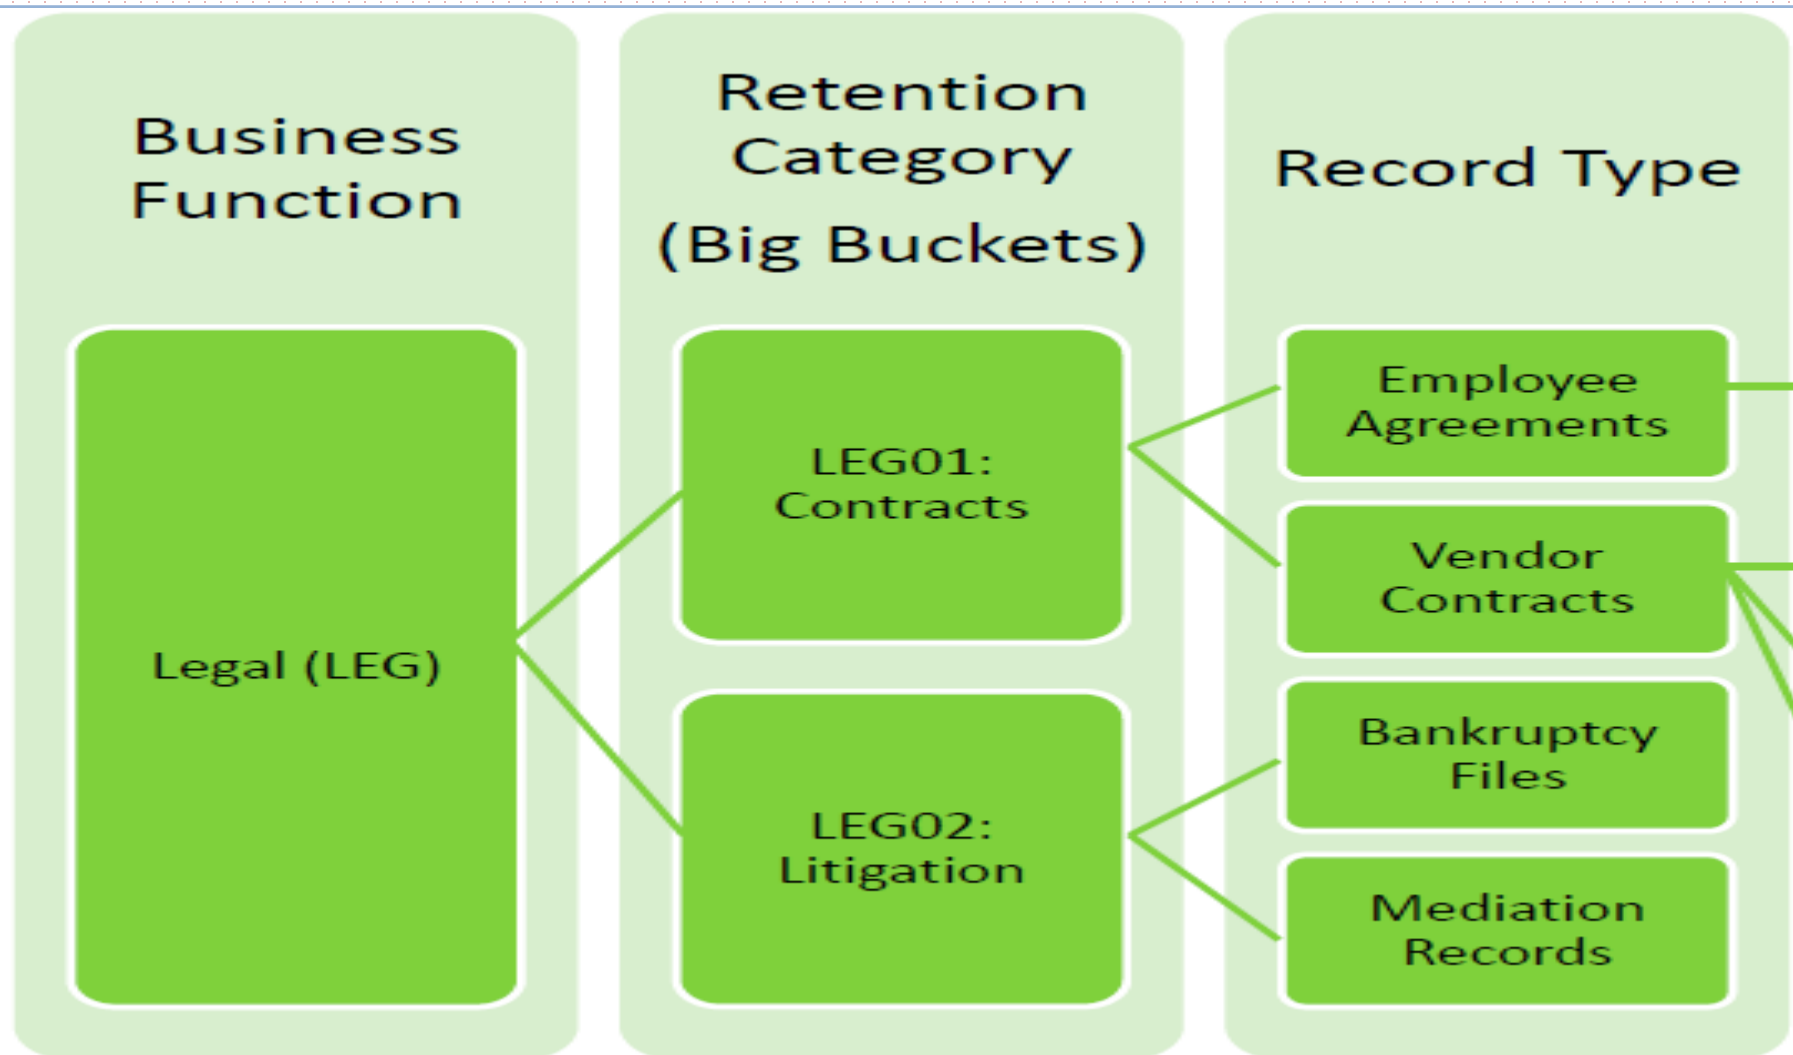 Business
Function
Legal (LEG)
Retention
Category
(Big Buckets)
LEG01:
Contracts
LEG02:
Litigation
Record Type
Employee
Agreements
Vendor
Contracts
Bankruptcy
Files
Mediation
Records